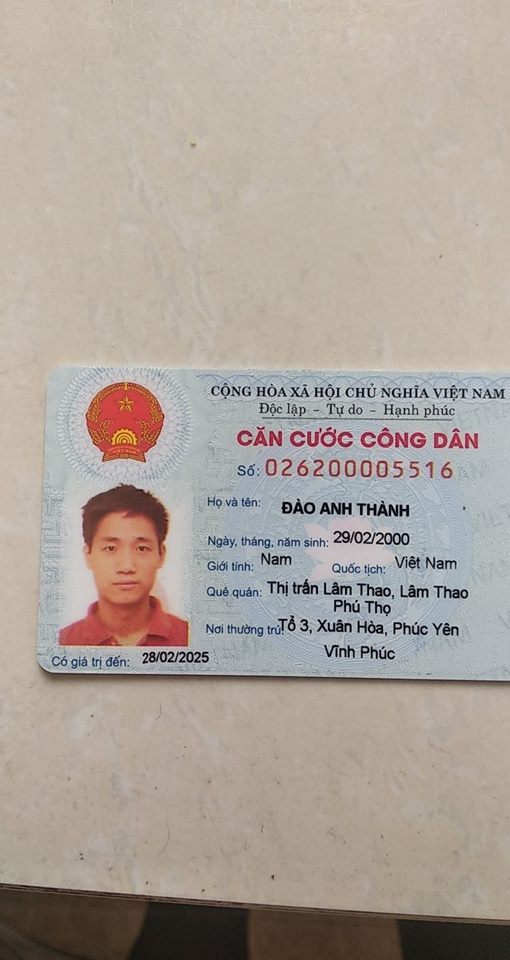 CỘNG HÒA XÃ HỘI CHỦ NGHĨA VIỆT NAM
Độc lập - Tự do - Hạnh phúc
CĂN CƯỚC CÔNG DÂN
Số: 026200005516
Họ và tên: ĐÀO ANH THÀNH
Ngày, tháng, năm sinh: 29/02/2000
Giới tính: Nam Quốc tịch: Việt Nam
Quê quán: Thị trấn Lâm Thao, Lâm Thao
Phú Thọ
Nơi thường trú: Tổ 3, Xuân Hòa, Phúc Yên
Vĩnh Phúc
Có giá trị đến: 28/02/2025